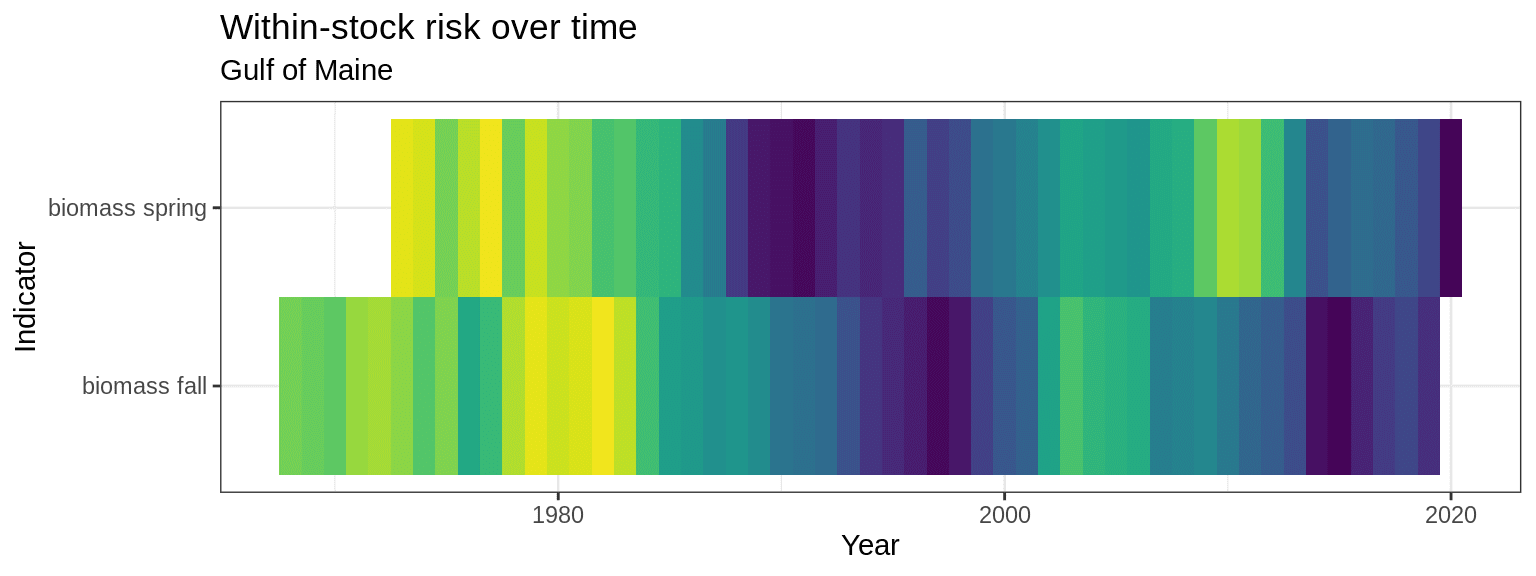 Within-stock risk over time
Gulf of Maine
Indicator
biomass spring
biomass fall
1980
2000
2020
Year